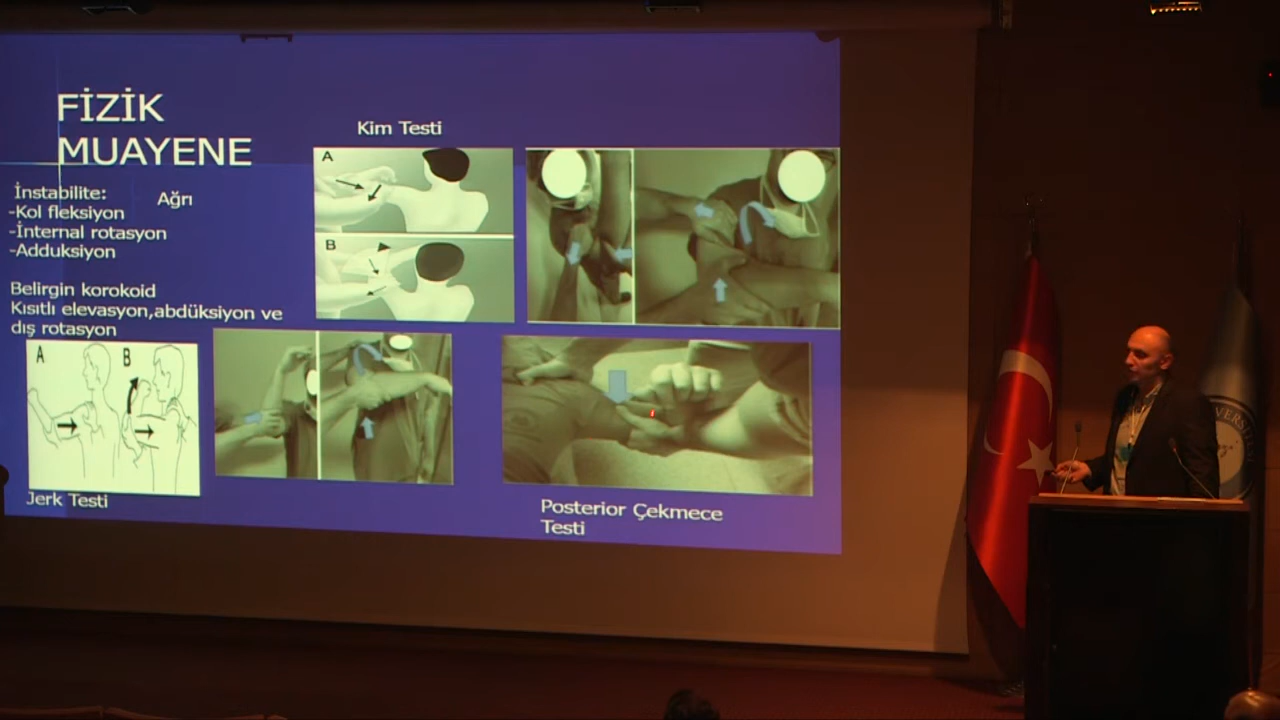 FİZİK
MUAYENE
Kim Testi
A
B
İnstabilite:
Ağrı
-Kol fleksiyon
-İnternal rotasyon
-Adduksiyon
Belirgin korokoid
Kısıtlı elevasyon,abdüksiyon ve
dış rotasyon
A
B
Jerk Testi
Posterior Çekmece
Testi